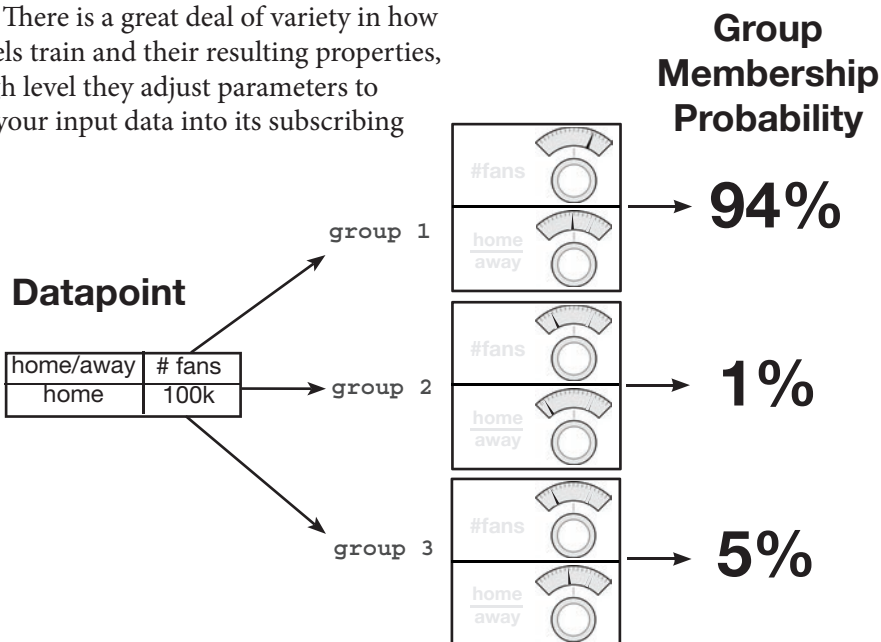 There is a great deal of variety in how
els train and their resulting properties,
gh level they adjust parameters to
your input data into its subscribing
Group
Membership
Probability
Datapoint
home/away # fans
home 100k
group 1
#fans
home
away
94%
group 2
#fans
home
away
1%
group 3
#fans
home
away
5%